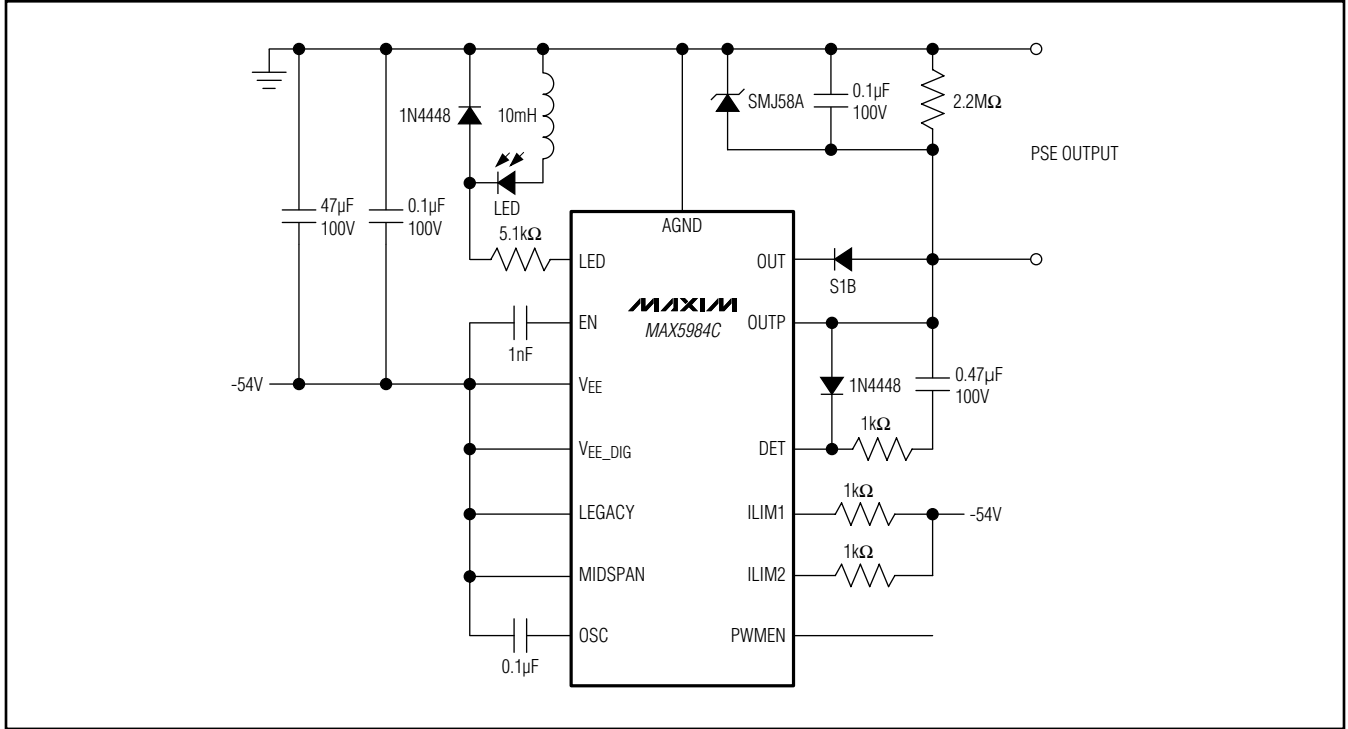 1N4448
10mH
SMJ58A
0.1µF
100V
2.2MΩ
PSE OUTPUT
47µF
100V
0.1µF
100V
LED
5.1kΩ
AGND
LED
OUT
S1B
MAXIM
MAX5984C
EN
1nF
OUTP
-54V
VEE
1N4448
0.47µF
100V
VEE_DIG
DET
1kΩ
LEGACY
ILIM1
1kΩ
-54V
MIDSPAN
ILIM2
1kΩ
OSC
0.1µF
PWMEN